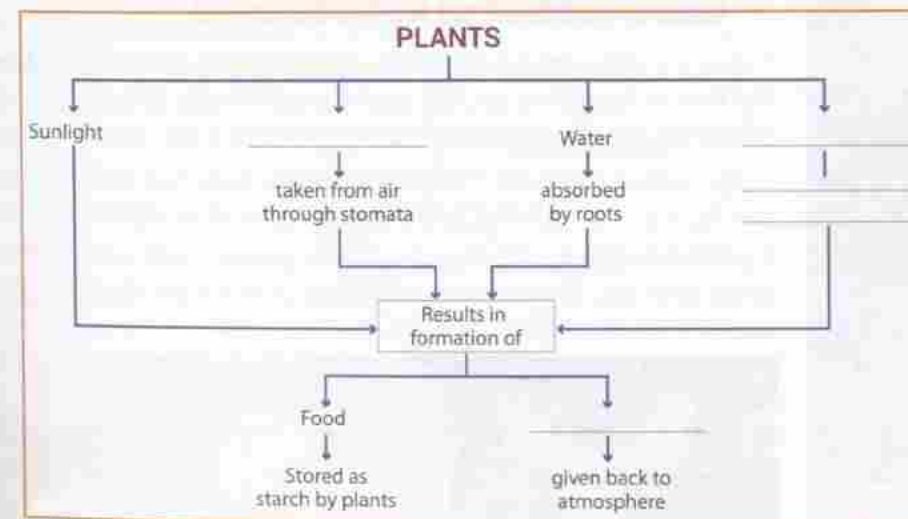 PLANTS
Sunlight
Water
taken from air
through stomata
absorbed
by roots
Results in
formation of
Food
Stored as
starch by plants
given back to
atmosphere